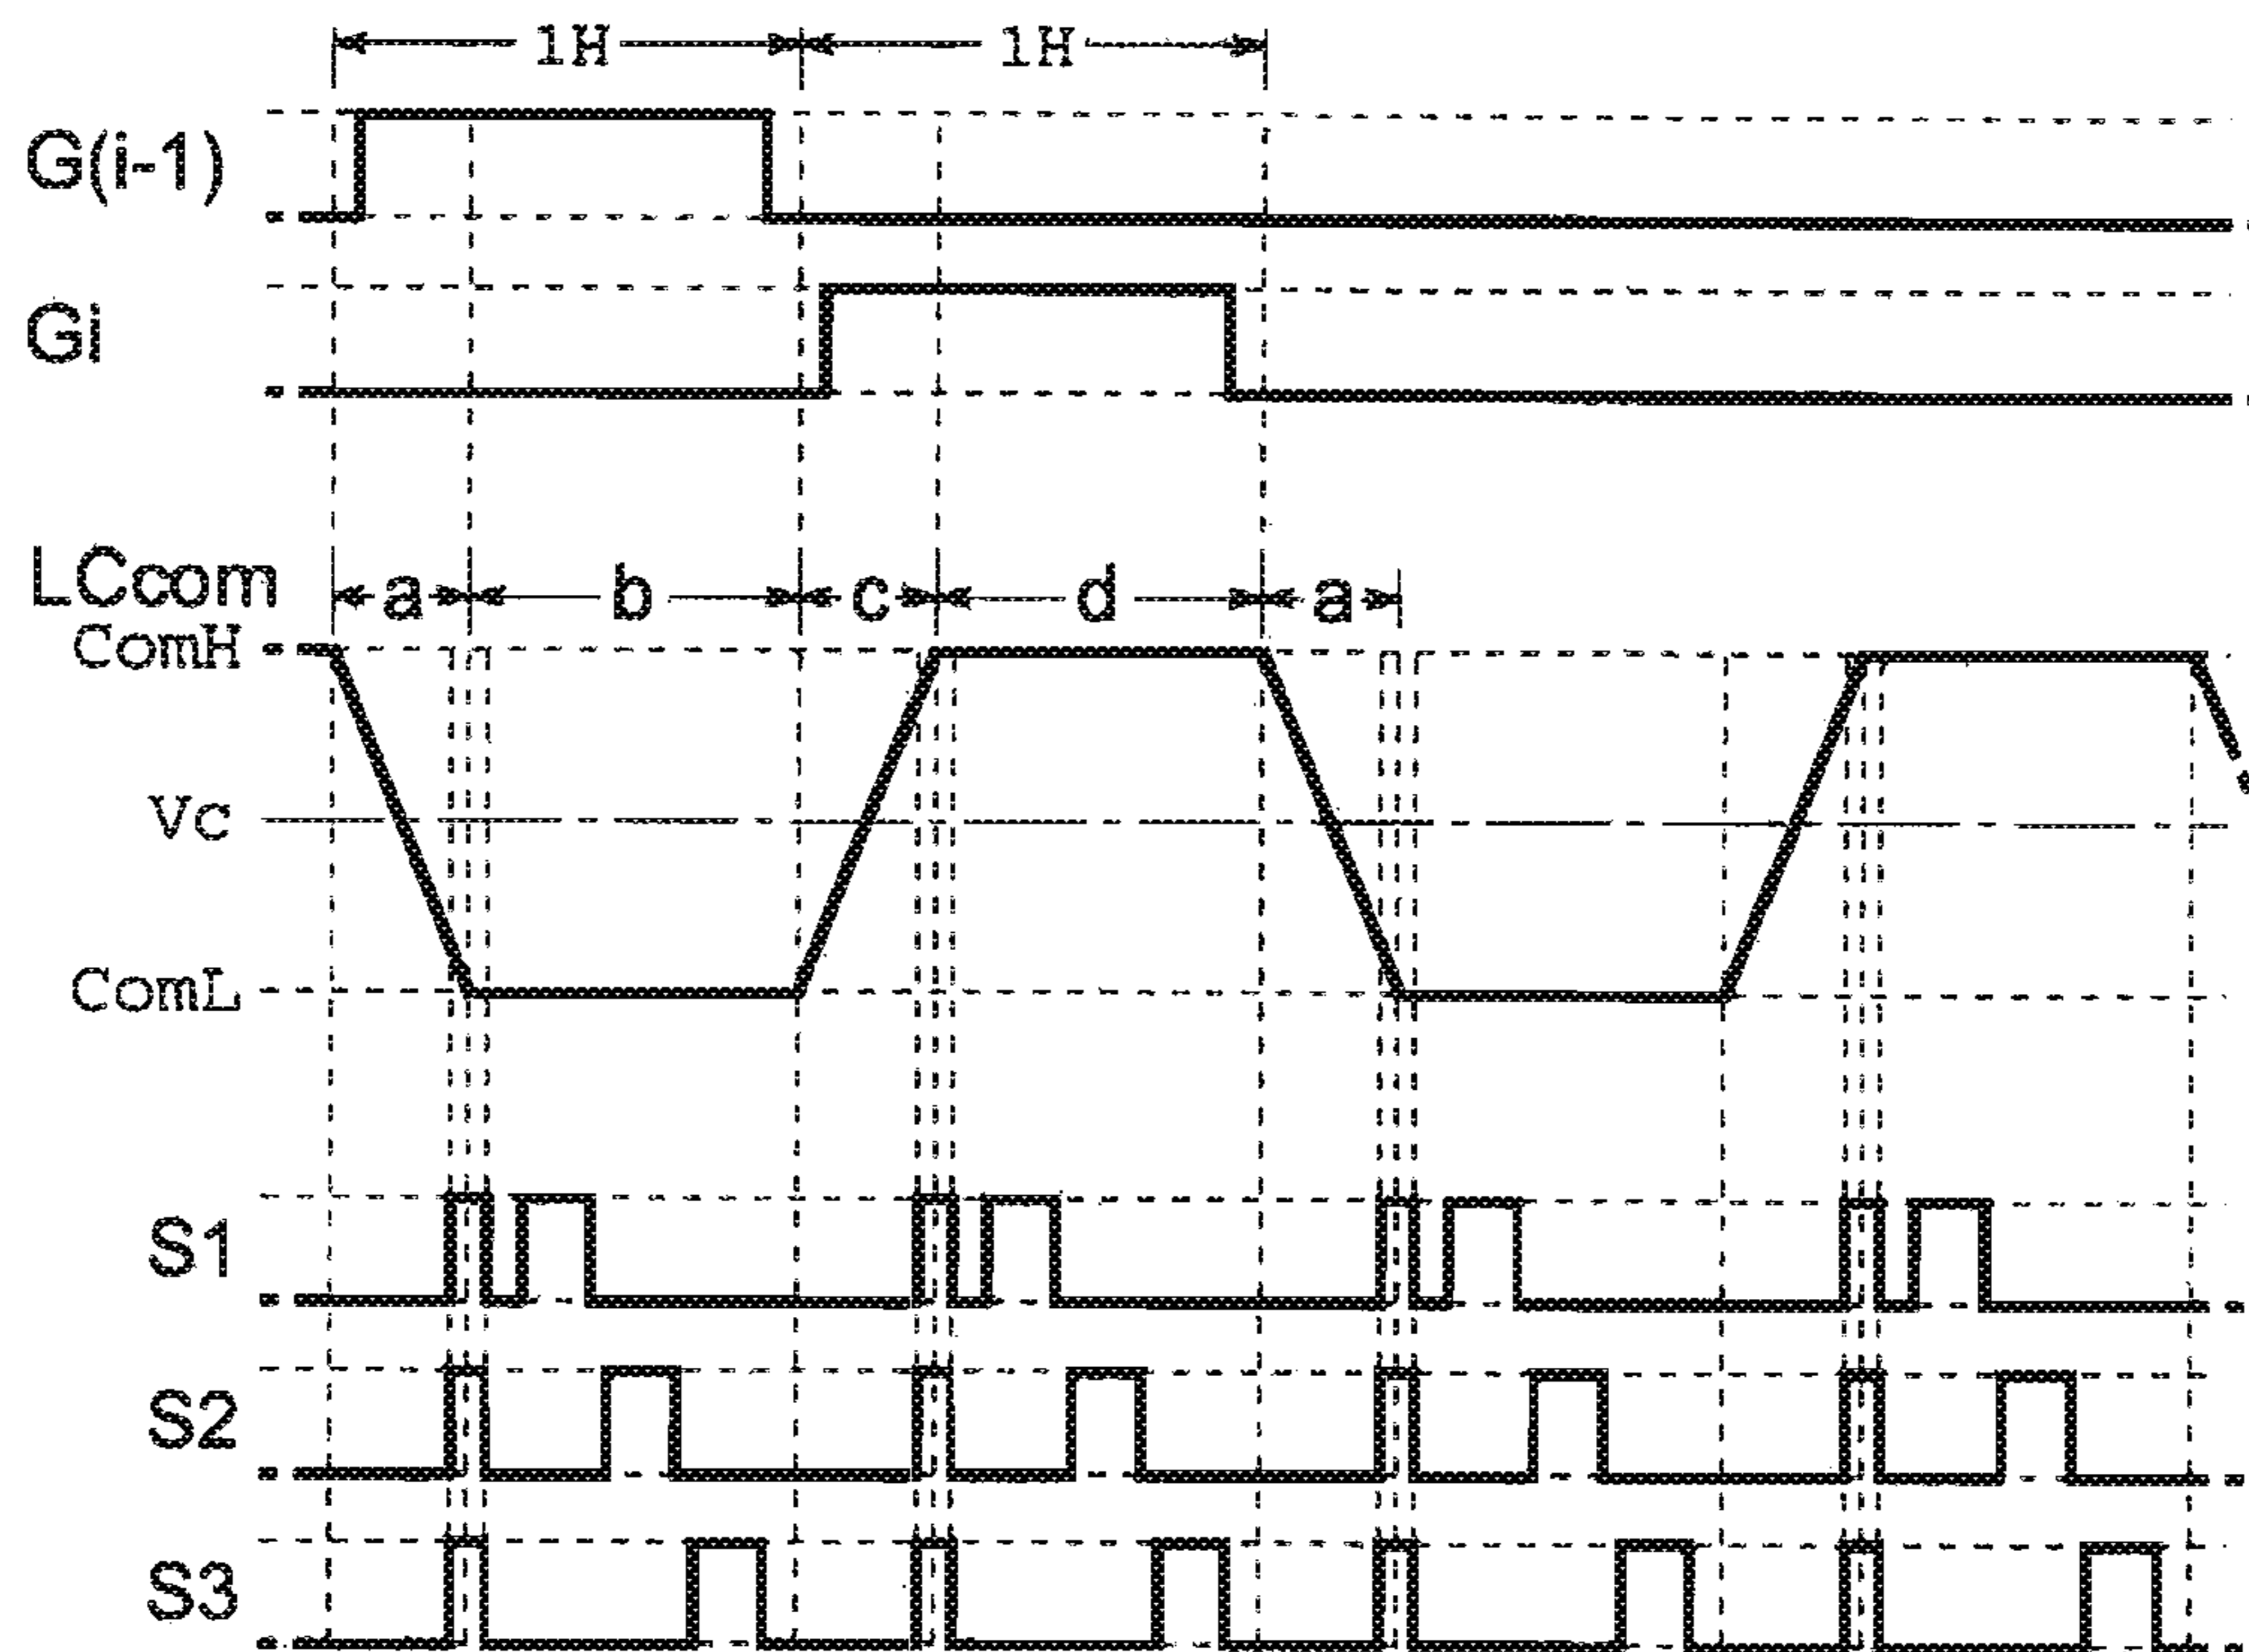 1H 1H
G(i-1)
Gi
LCcom
a b c d a
ComH
Vc
ComL
S1
S2
S3